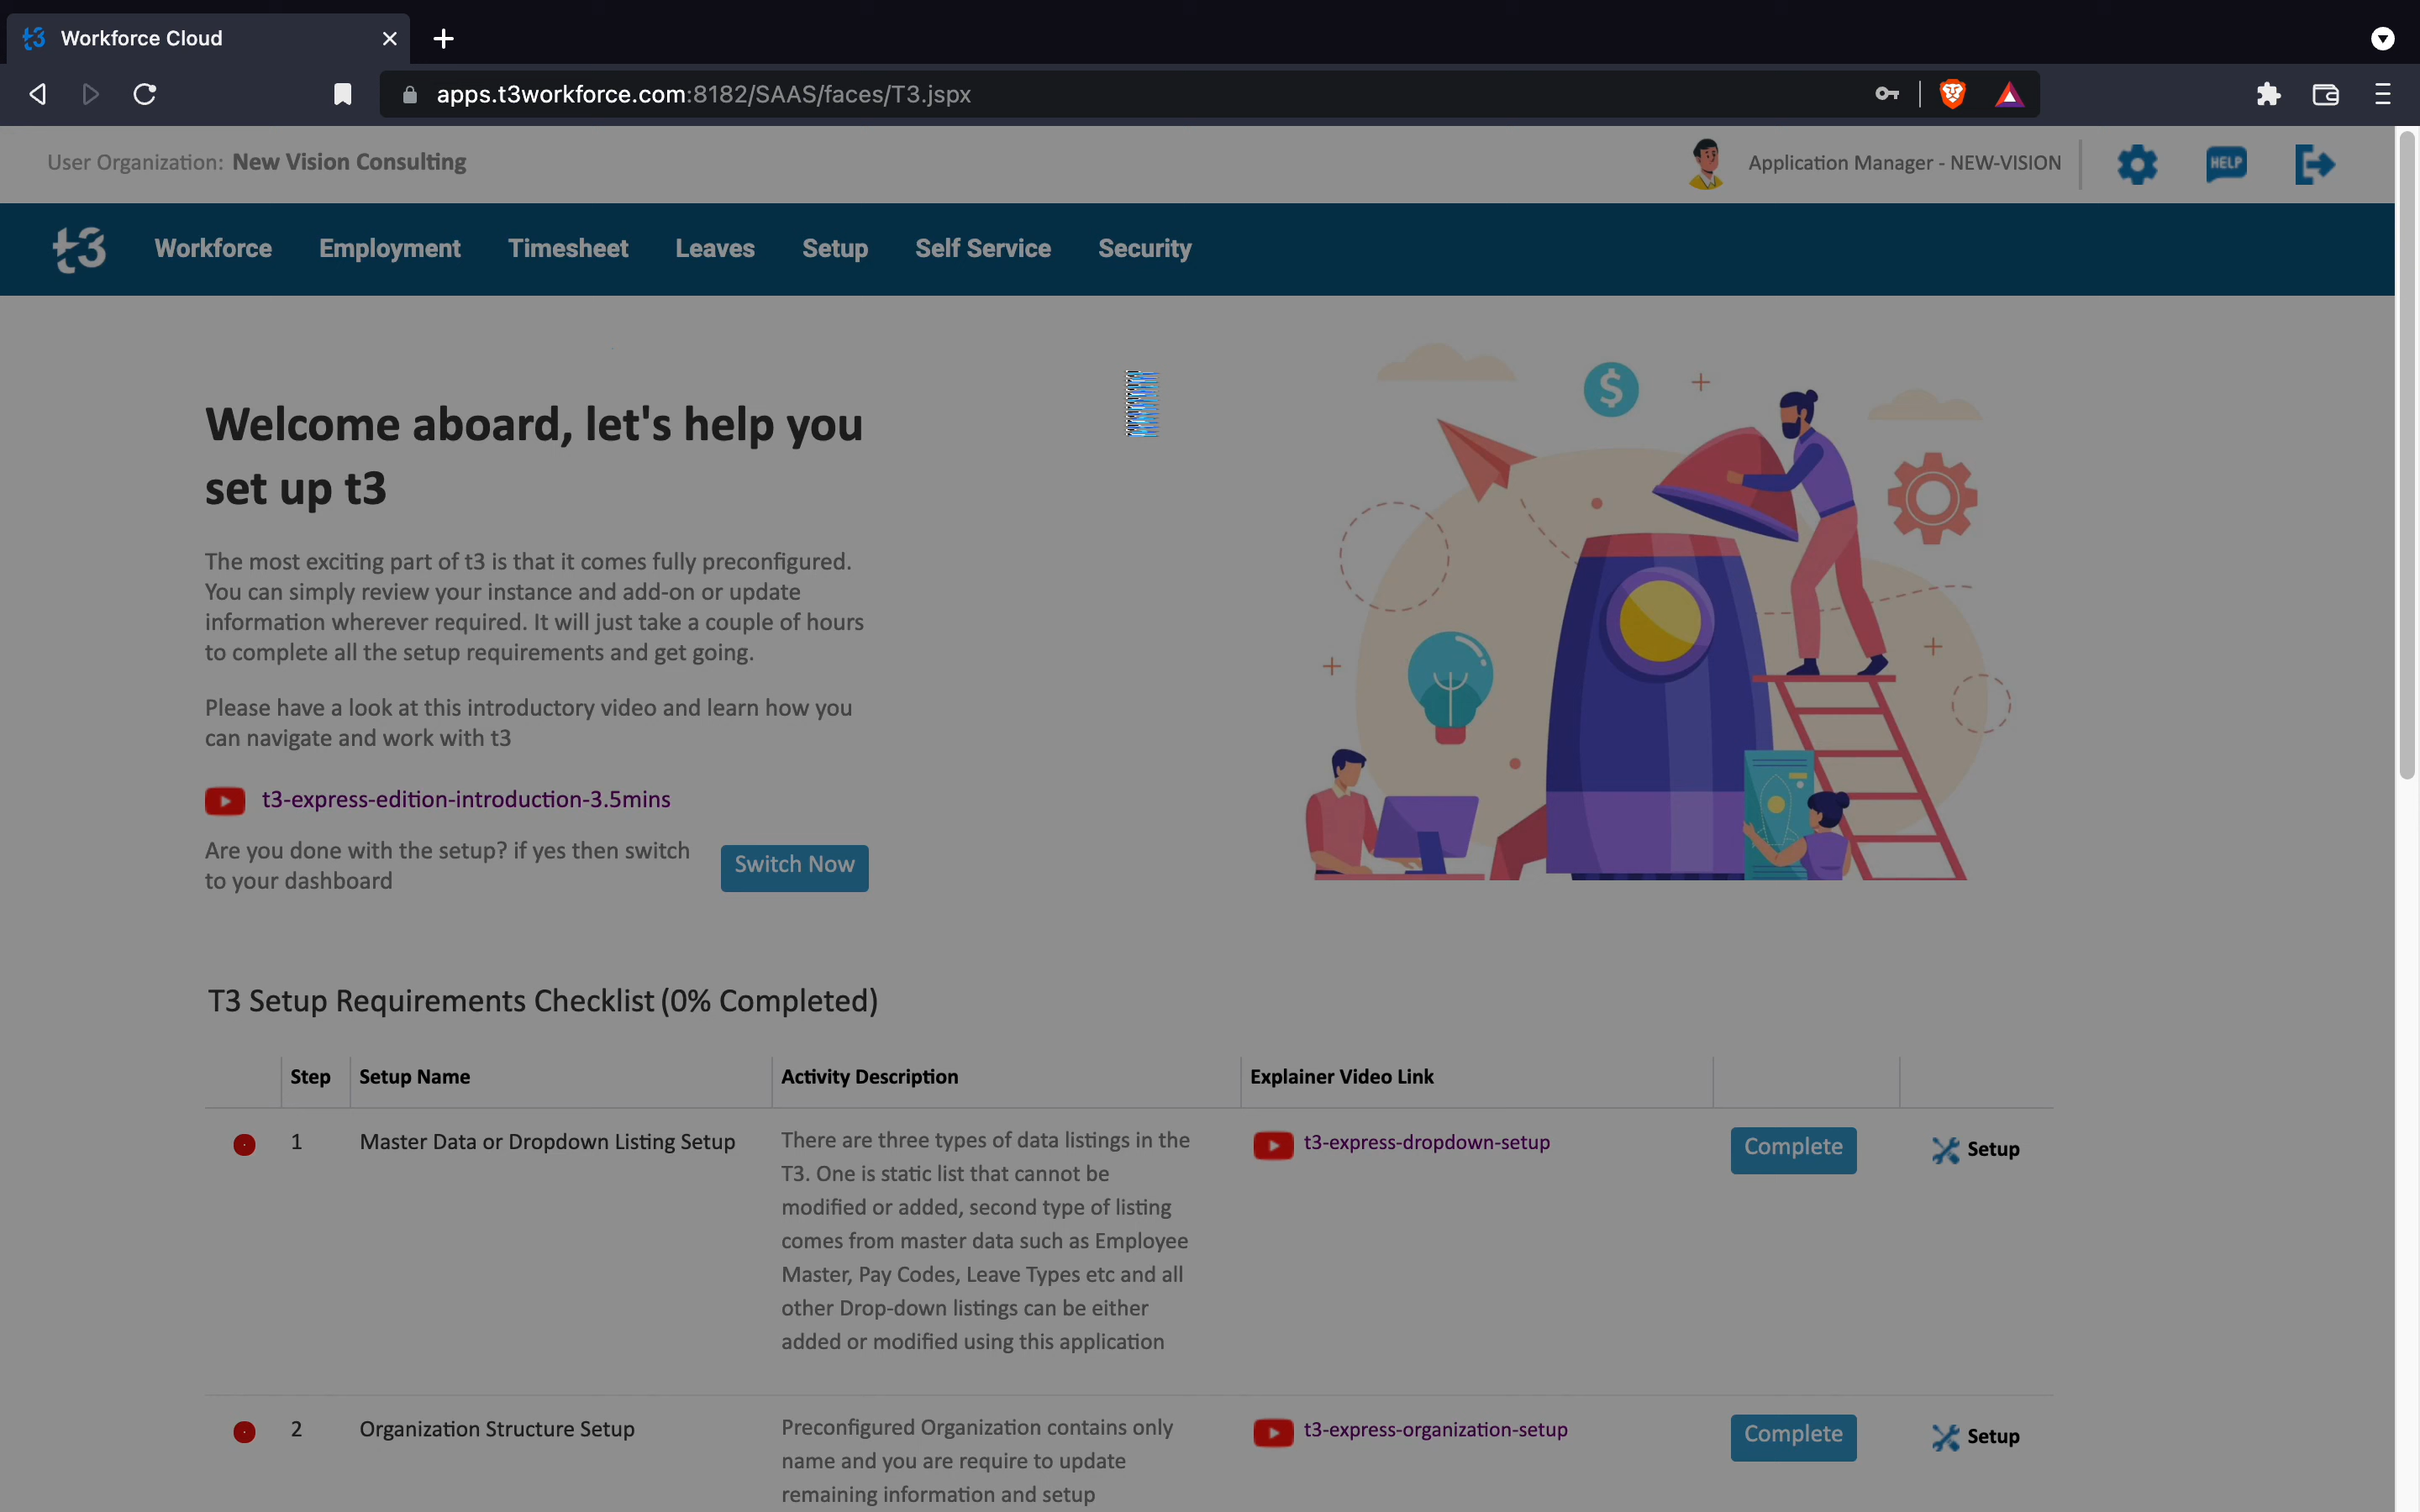 Workforce Cloud
apps.t3workforce.com:8182/SAAS/faces/T3.jspx
User Organization: New Vision Consulting
Application Manager - NEW-VISION
HELP
t3 Workforce Employment Timesheet Leaves Setup Self Service Security
Welcome aboard, let's help you
set up t3
The most exciting part of t3 is that it comes fully preconfigured.
You can simply review your instance and add-on or update
information wherever required. It will just take a couple of hours
to complete all the setup requirements and get going.
Please have a look at this introductory video and learn how you
can navigate and work with t3
t3-express-edition-introduction-3.5mins
Are you done with the setup? if yes then switch
to your dashboard
Switch Now
T3 Setup Requirements Checklist (0% Completed)
Step Setup Name Activity Description Explainer Video Link
1 Master Data or Dropdown Listing Setup
There are three types of data listings in the
T3. One is static list that cannot be
modified or added, second type of listing
comes from master data such as Employee
Master, Pay Codes, Leave Types etc and all
other Drop-down listings can be either
added or modified using this application
t3-express-dropdown-setup
Complete
Setup
2 Organization Structure Setup
Preconfigured Organization contains only
name and you are require to update
remaining information and setup
t3-express-organization-setup
Complete
Setup